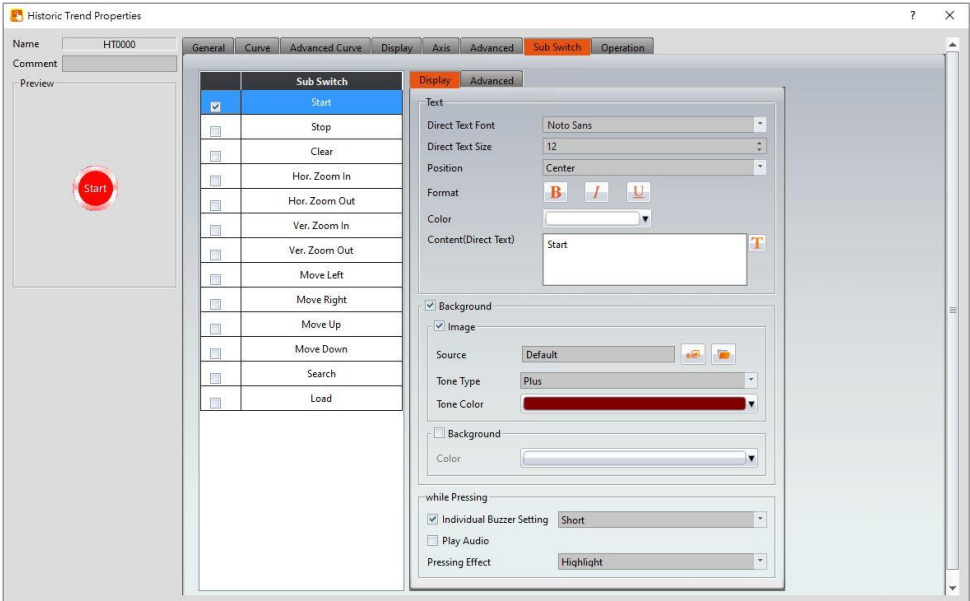 Historic Trend Properties ? ×
Name HT0000
Comment
Preview
Start
General Curve Advanced Curve Display Axis Advanced Sub Switch Operation
Sub Switch
Start
Stop
Clear
Hor. Zoom In
Hor. Zoom Out
Ver. Zoom In
Ver. Zoom Out
Move Left
Move Right
Move Up
Move Down
Search
Load
Display Advanced
Text
Direct Text Font Noto Sans
Direct Text Size 12
Position Center
Format B I U
Color
Content(Direct Text) Start T
Background
Image
Source Default
Tone Type Plus
Tone Color
Background
Color
while Pressing
Individual Buzzer Setting Short
Play Audio
Pressing Effect Highlight